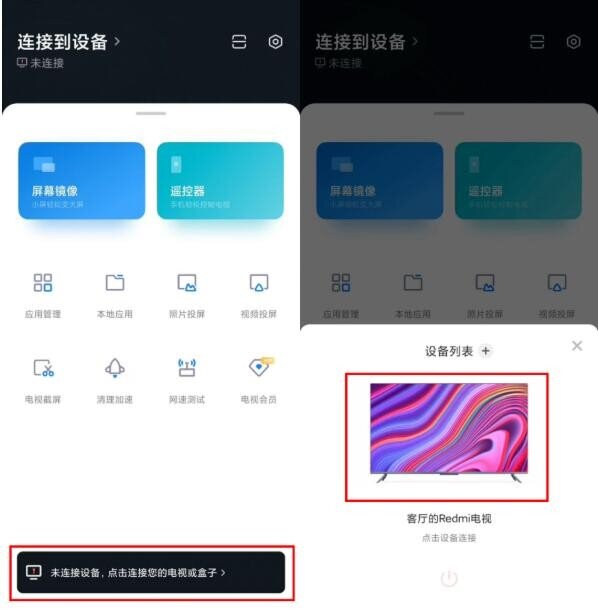 连接到设备 >
未连接
屏幕镜像
小屏轻松变大屏
遥控器
手机轻松控制电视
应用管理
本地应用
照片投屏
视频投屏
电视截屏
清理加速
网速测试
电视会员
未连接设备，点击连接您的电视或盒子 >
连接到设备 >
未连接
屏幕镜像
小屏轻松变大屏
遥控器
手机轻松控制电视
应用管理
本地应用
照片投屏
视频投屏
设备列表 +
客厅的Redmi电视
点击设备连接